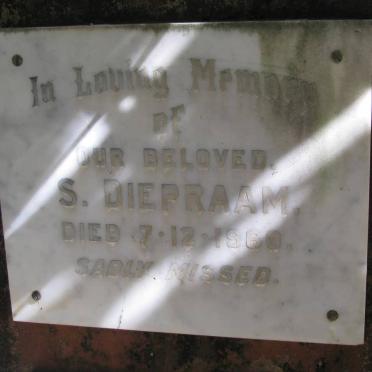 In Loving Memory
OF
OUR BELOVED
S. DIEPRAAM,
DIED 7·12·1960.
SADLY MISSED.